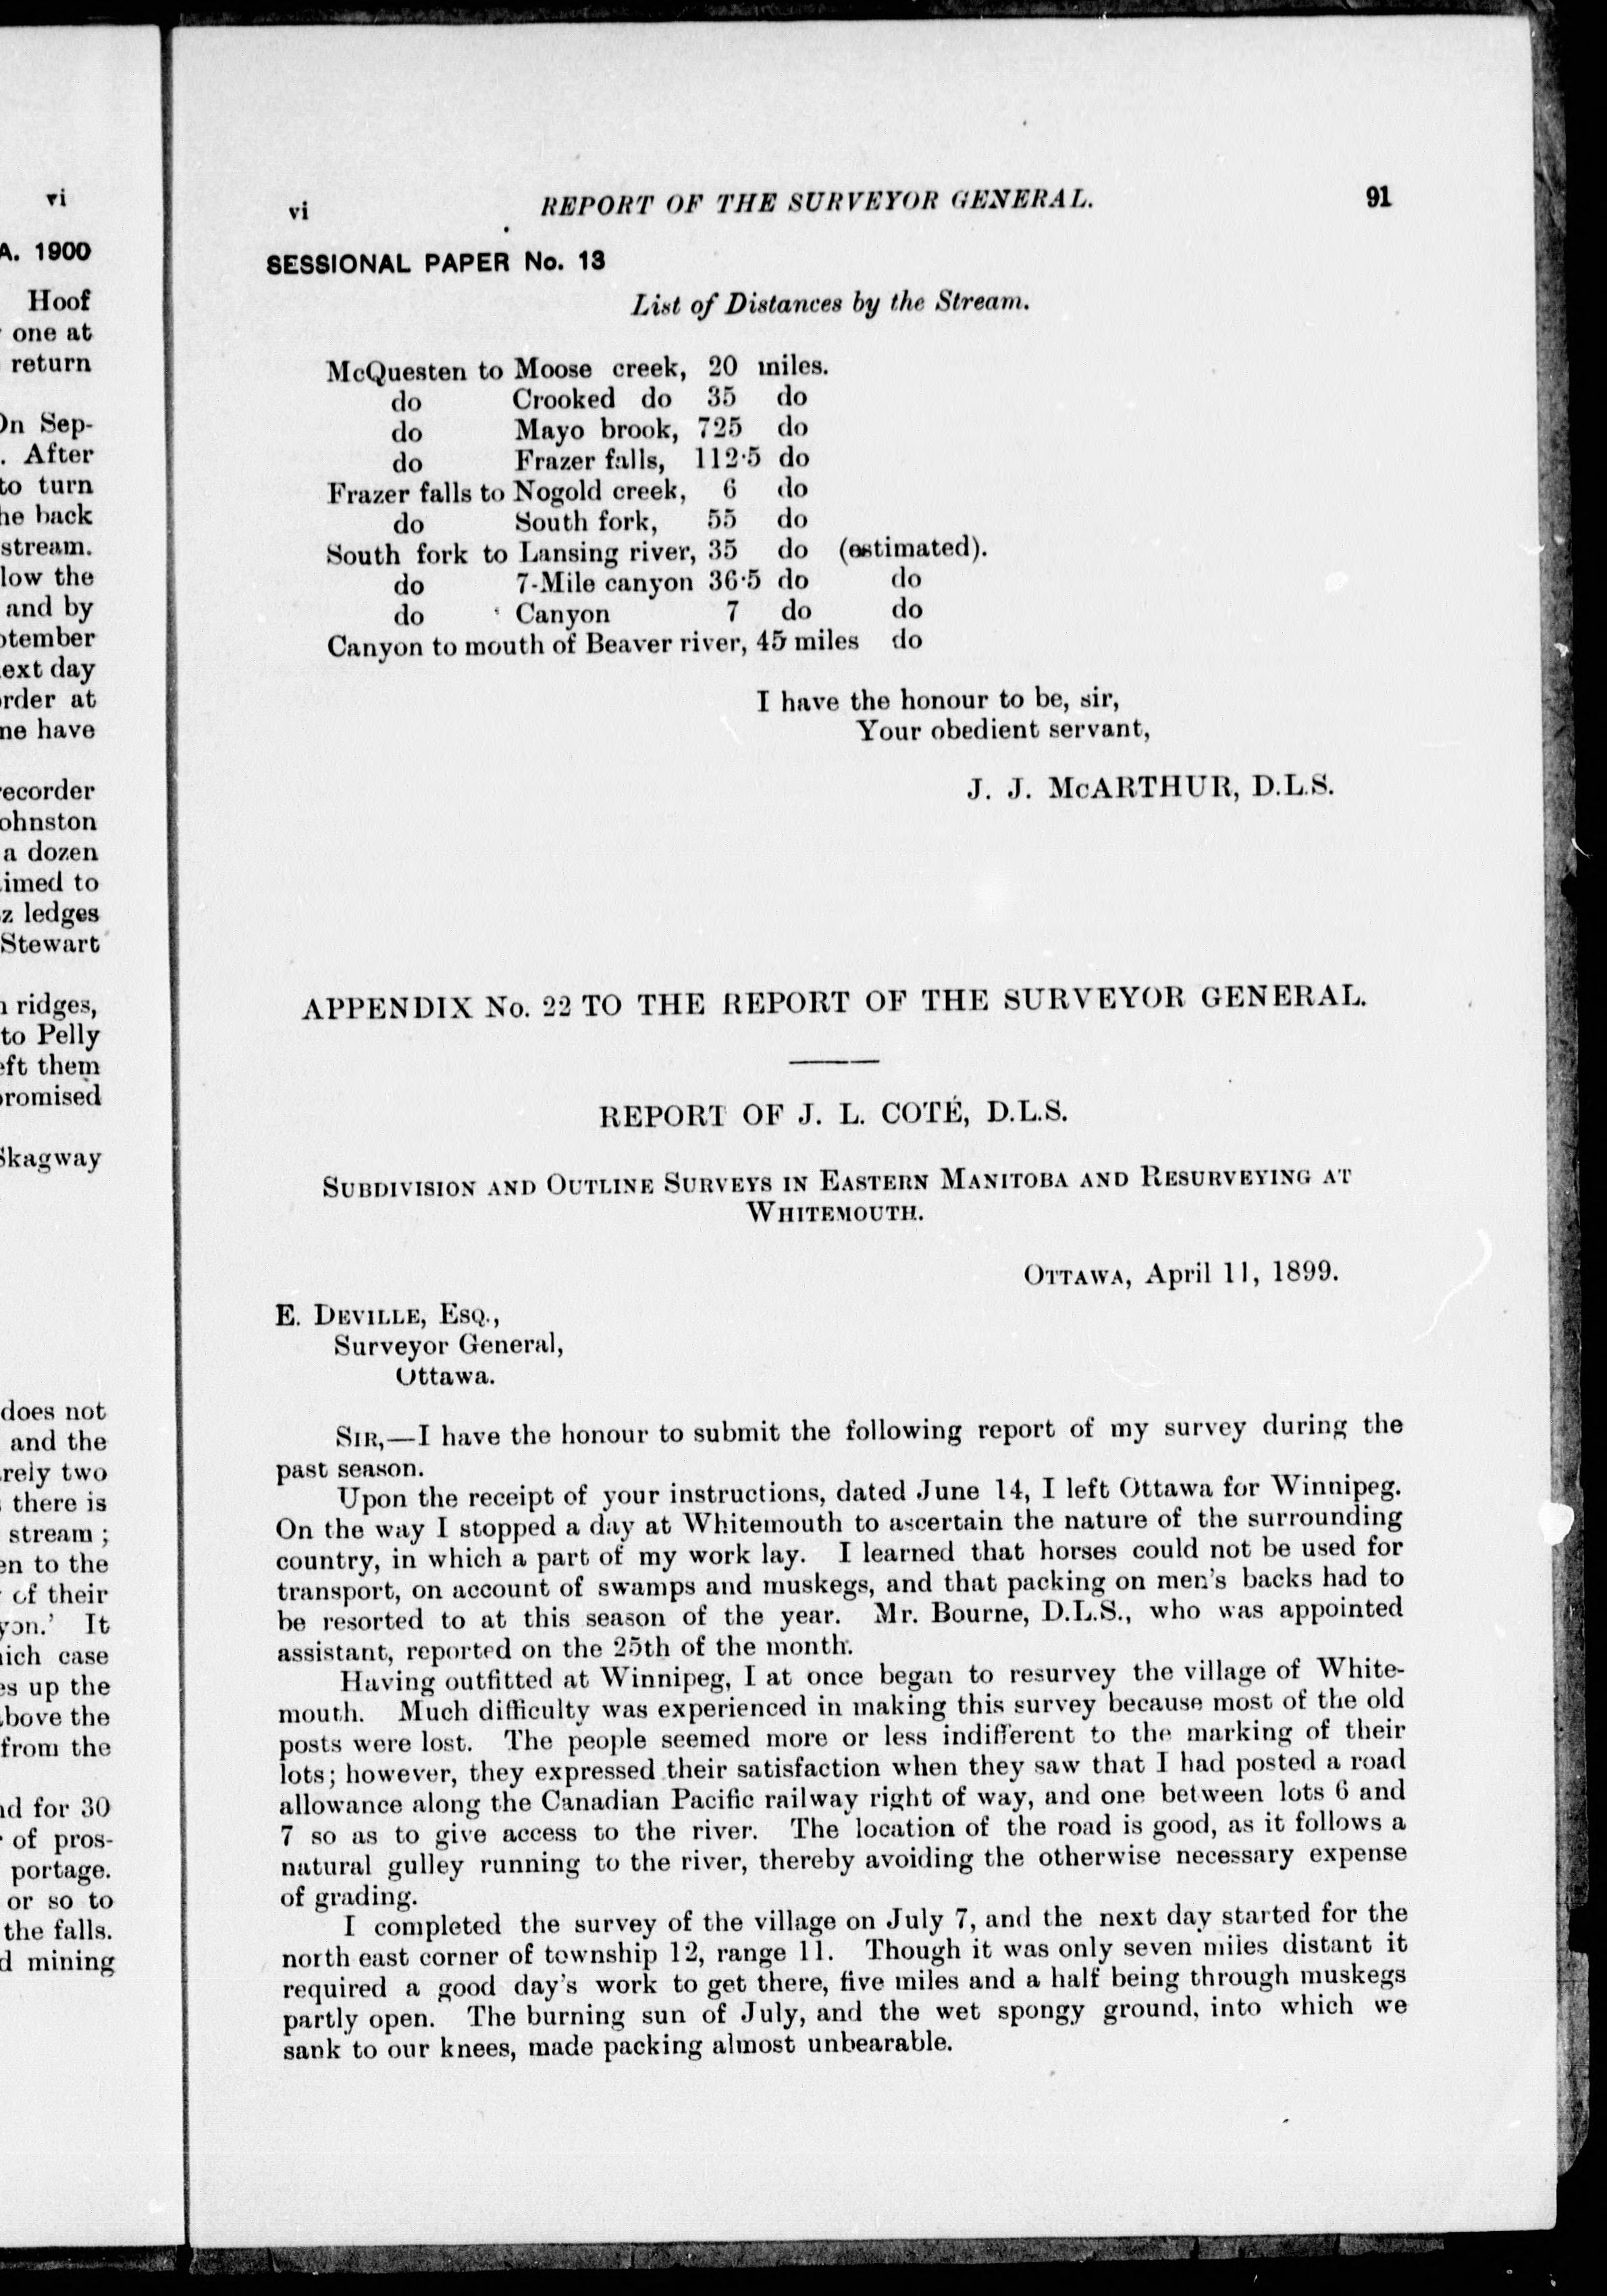 vi
A. 1900
Hoof
one at
return
On Sep-
. After
to turn
he back
stream.
low the
and by
ptember
ext day
order at
ne have
recorder
ohnston
a dozen
imed to
z ledges
Stewart
ridges,
to Pelly
eft them
promised
Skagway
does not
and the
rely two
there is
stream ;
en to the
of their
yon.' It
hich case
es up the
above the
from the
nd for 30
of pros-
portage.
or so to
the falls.
d mining
vi REPORT OF THE SURVEYOR GENERAL. 91
SESSIONAL PAPER No. 13
List of Distances by the Stream.
McQuesten to Moose creek, 20 miles.
do Crooked do 35 do
do Mayo brook, 725 do
do Frazer falls, 112·5 do
Frazer falls to Nogold creek, 6 do
do South fork, 55 do
South fork to Lansing river, 35 do (estimated).
do 7-Mile canyon 36·5 do do
do Canyon 7 do do
Canyon to mouth of Beaver river, 45 miles do
I have the honour to be, sir,
Your obedient servant,
J. J. McARTHUR, D.L.S.
APPENDIX No. 22 TO THE REPORT OF THE SURVEYOR GENERAL.
REPORT OF J. L. COTÉ, D.L.S.
SUBDIVISION AND OUTLINE SURVEYS IN EASTERN MANITOBA AND RESURVEYING AT
WHITEMOUTH.
OTTAWA, April 11, 1899.
E. DEVILLE, ESQ.,
Surveyor General,
Ottawa.
SIR,—I have the honour to submit the following report of my survey during the
past season.
Upon the receipt of your instructions, dated June 14, I left Ottawa for Winnipeg.
On the way I stopped a day at Whitemouth to ascertain the nature of the surrounding
country, in which a part of my work lay. I learned that horses could not be used for
transport, on account of swamps and muskegs, and that packing on men's backs had to
be resorted to at this season of the year. Mr. Bourne, D.L.S., who was appointed
assistant, reported on the 25th of the month.
Having outfitted at Winnipeg, I at once began to resurvey the village of White-
mouth. Much difficulty was experienced in making this survey because most of the old
posts were lost. The people seemed more or less indifferent to the marking of their
lots; however, they expressed their satisfaction when they saw that I had posted a road
allowance along the Canadian Pacific railway right of way, and one between lots 6 and
7 so as to give access to the river. The location of the road is good, as it follows a
natural gulley running to the river, thereby avoiding the otherwise necessary expense
of grading.
I completed the survey of the village on July 7, and the next day started for the
north east corner of township 12, range 11. Though it was only seven miles distant it
required a good day's work to get there, five miles and a half being through muskegs
partly open. The burning sun of July, and the wet spongy ground, into which we
sank to our knees, made packing almost unbearable.